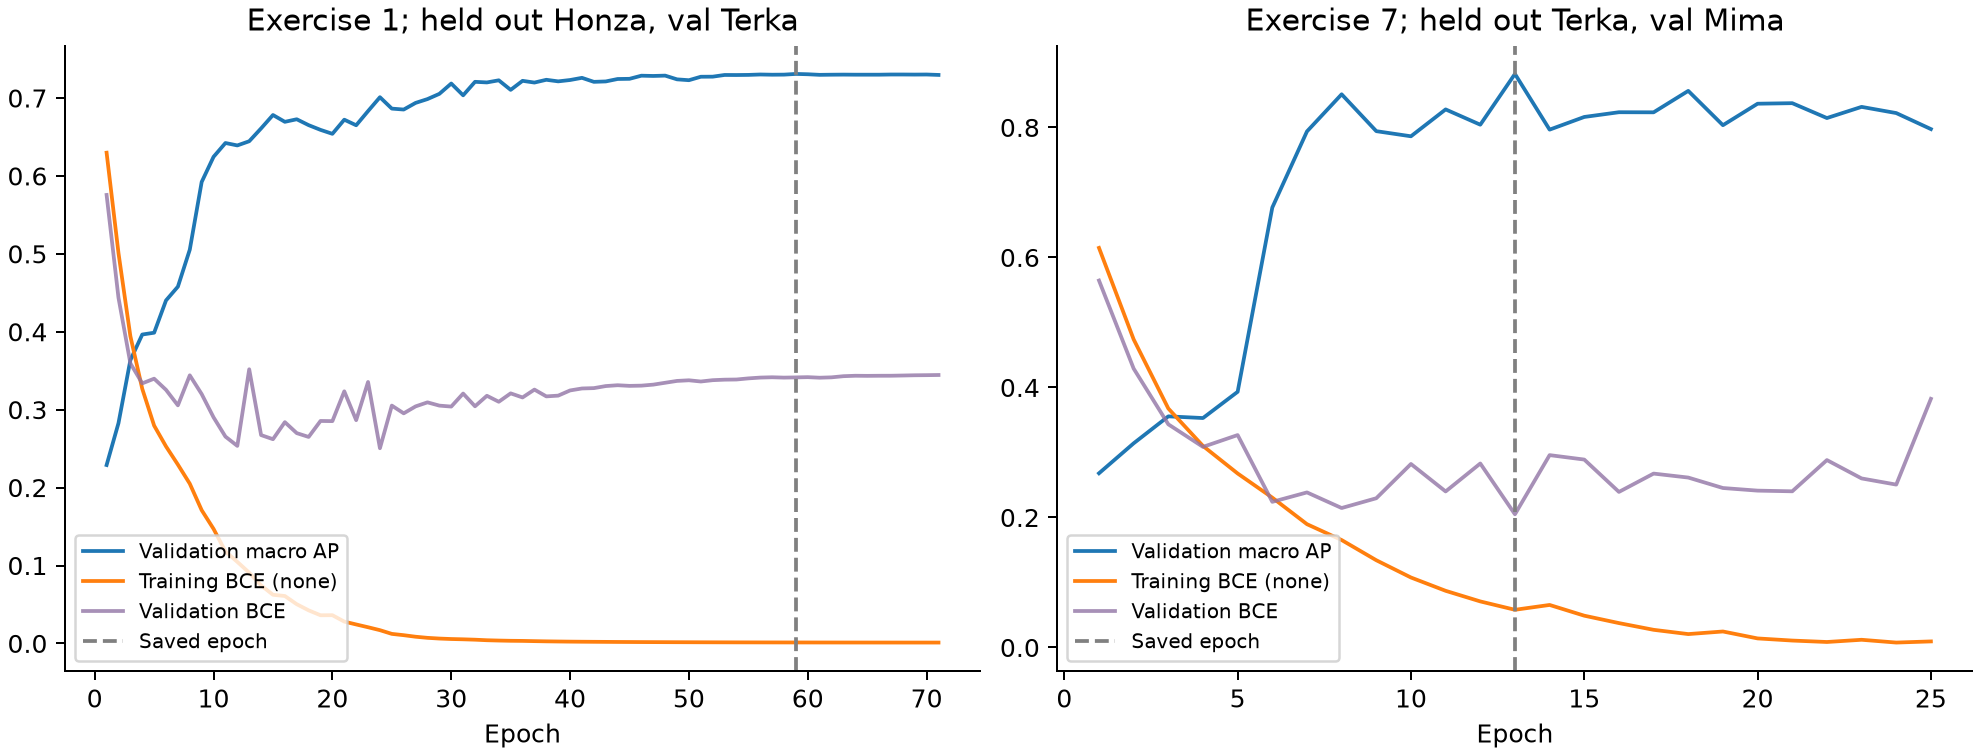 Exercise 1; held out Honza, val Terka
0.7
0.6
0.5
0.4
0.3
0.2
0.1
0.0
Validation macro AP
Training BCE (none)
Validation BCE
Saved epoch
0 10 20 30 40 50 60 70
Epoch
Exercise 7; held out Terka, val Mima
0.8
0.6
0.4
0.2
0.0
Validation macro AP
Training BCE (none)
Validation BCE
Saved epoch
0 5 10 15 20 25
Epoch